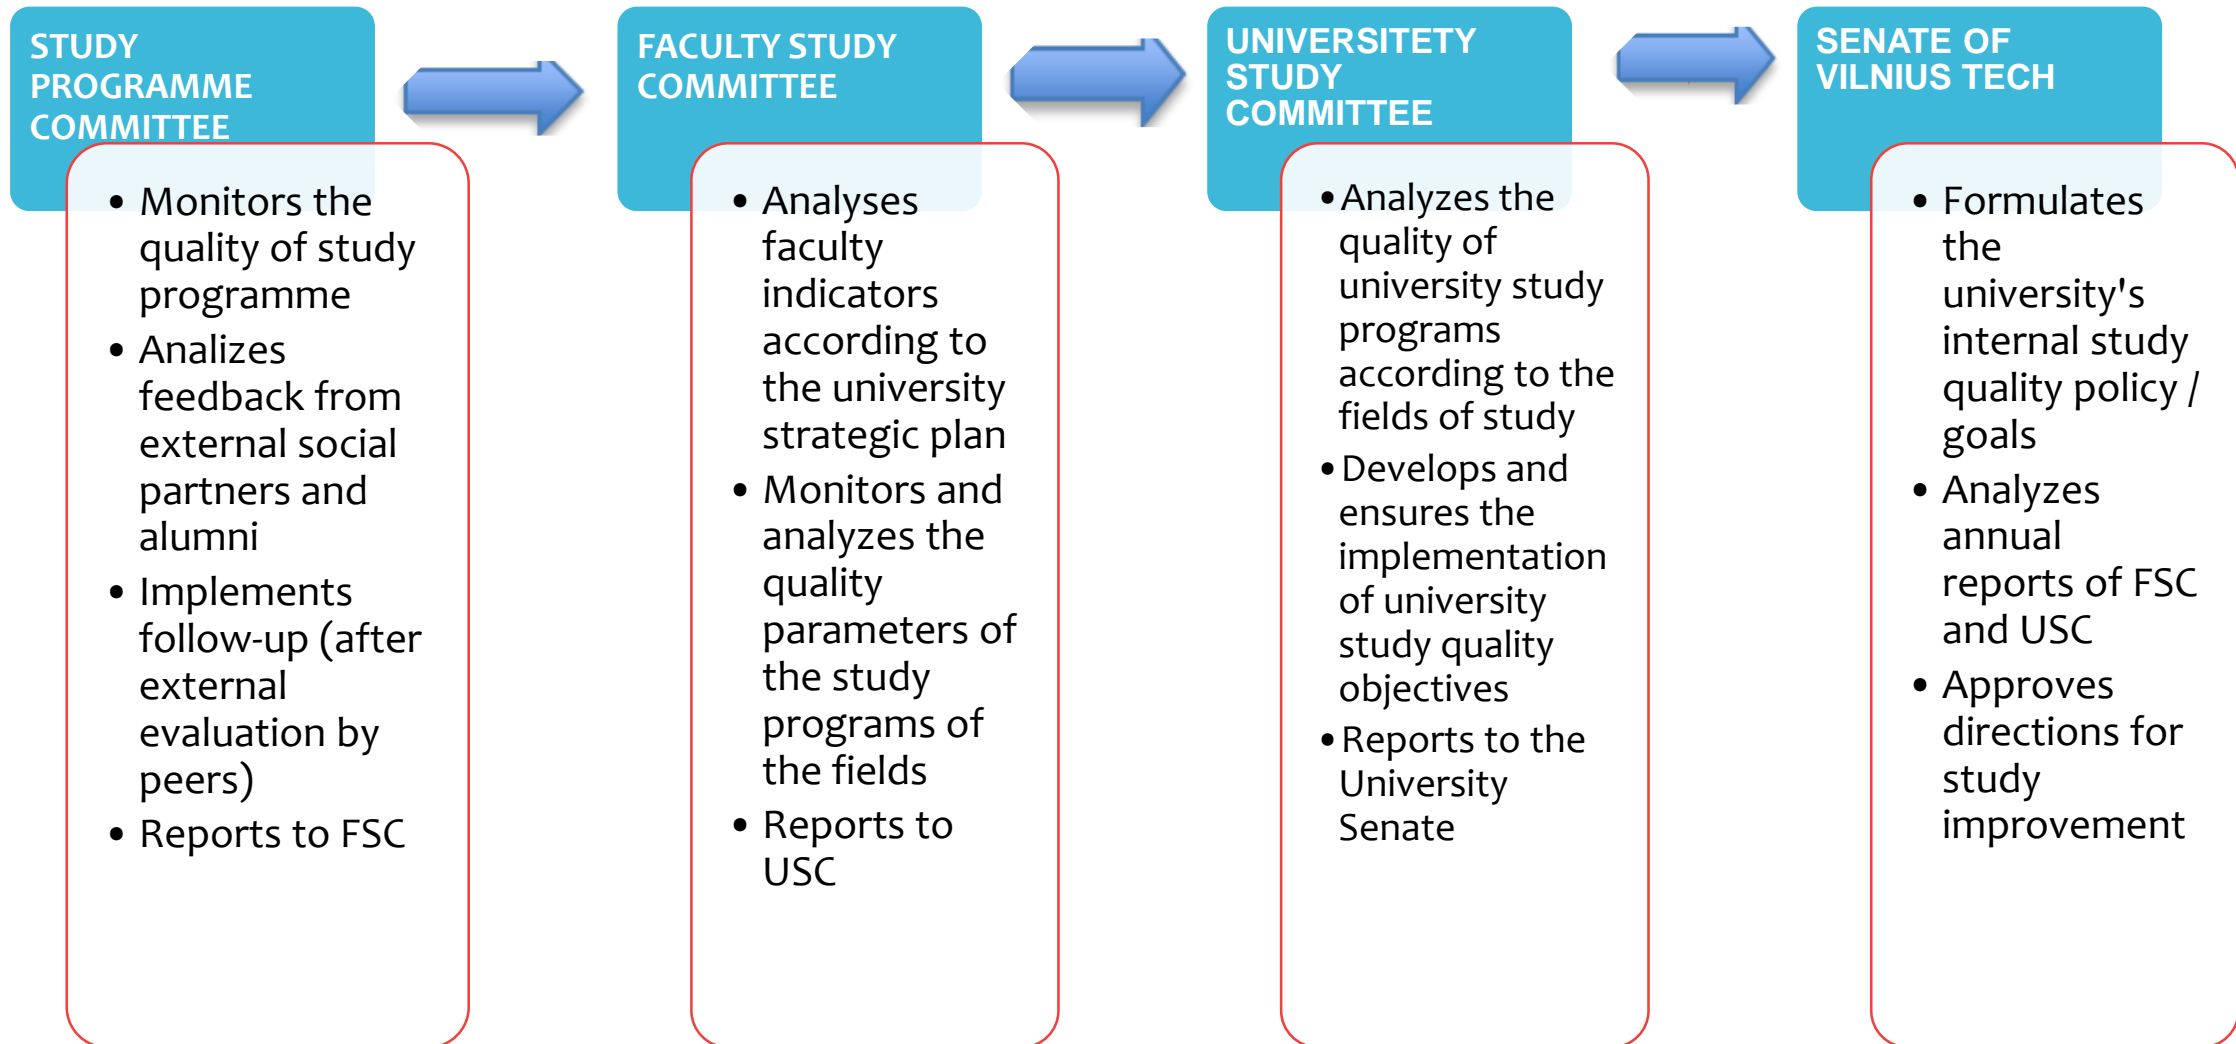 STUDY
PROGRAMME
COMMITTEE
• Monitors the
quality of study
programme
• Analizes
feedback from
external social
partners and
alumni
• Implements
follow-up (after
external
evaluation by
peers)
• Reports to FSC
FACULTY STUDY
COMMITTEE
• Analyses
faculty
indicators
according to
the university
strategic plan
• Monitors and
analyzes the
quality
parameters of
the study
programs of
the fields
• Reports to
USC
UNIVERSITETY
STUDY
COMMITTEE
• Analyzes the
quality of
university study
programs
according to the
fields of study
• Develops and
ensures the
implementation
of university
study quality
objectives
• Reports to the
University
Senate
SENATE OF
VILNIUS TECH
• Formulates
the
university's
internal study
quality policy /
goals
• Analyzes
annual
reports of FSC
and USC
• Approves
directions for
study
improvement